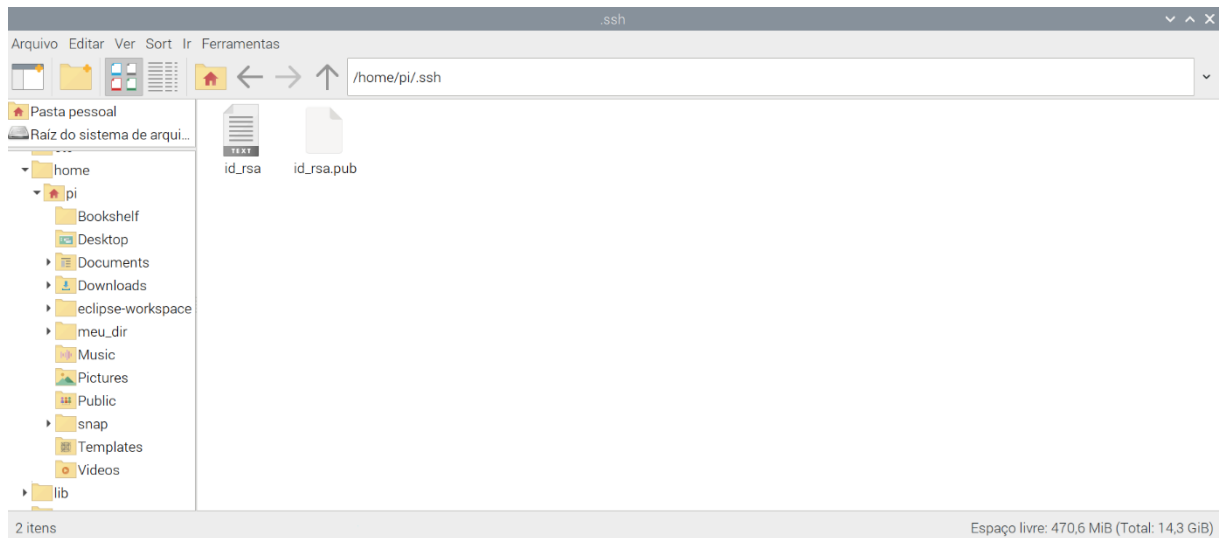 .ssh
Arquivo Editar Ver Sort Ir Ferramentas
/home/pi/.ssh
Pasta pessoal
Raíz do sistema de arqui...
home
pi
Bookshelf
Desktop
Documents
Downloads
eclipse-workspace
meu_dir
Music
Pictures
Public
snap
Templates
Videos
lib
TEXT
id_rsa id_rsa.pub
2 itens
Espaço livre: 470,6 MiB (Total: 14,3 GiB)